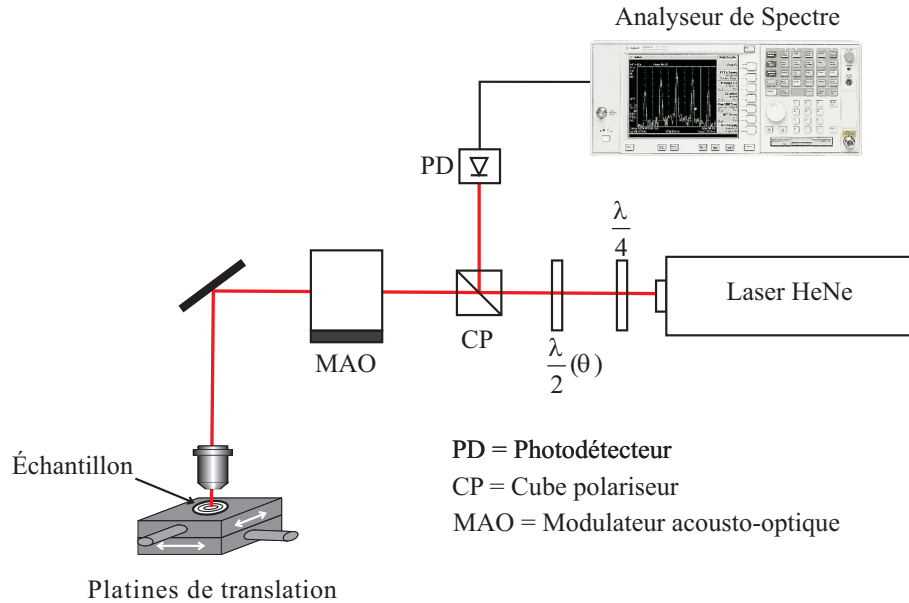 Analyseur de Spectre
PD
λ
4
Laser HeNe
MAO
CP
λ
2 (θ)
Échantillon
PD = Photodétecteur
CP = Cube polariseur
MAO = Modulateur acousto-optique
Platines de translation